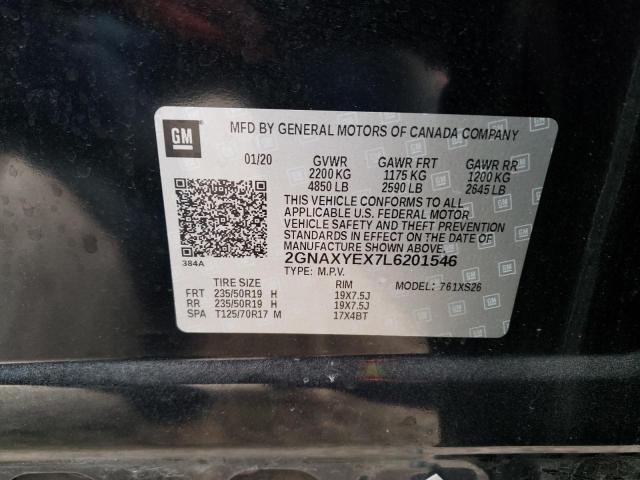 GM
MFD BY GENERAL MOTORS OF CANADA COMPANY
01/20 GVWR GAWR FRT GAWR RR
2200 KG 1175 KG 1200 KG
4850 LB 2590 LB 2645 LB
THIS VEHICLE CONFORMS TO ALL
APPLICABLE U.S. FEDERAL MOTOR
VEHICLE SAFETY AND THEFT PREVENTION
STANDARDS IN EFFECT ON THE DATE OF
MANUFACTURE SHOWN ABOVE.
384A
2GNAXYEX7L6201546
TYPE: M.P.V. MODEL: 761XS26
TIRE SIZE RIM
FRT 235/50R19 H 19X7.5J
RR 235/50R19 H 19X7.5J
SPA T125/70R17 M 17X4BT